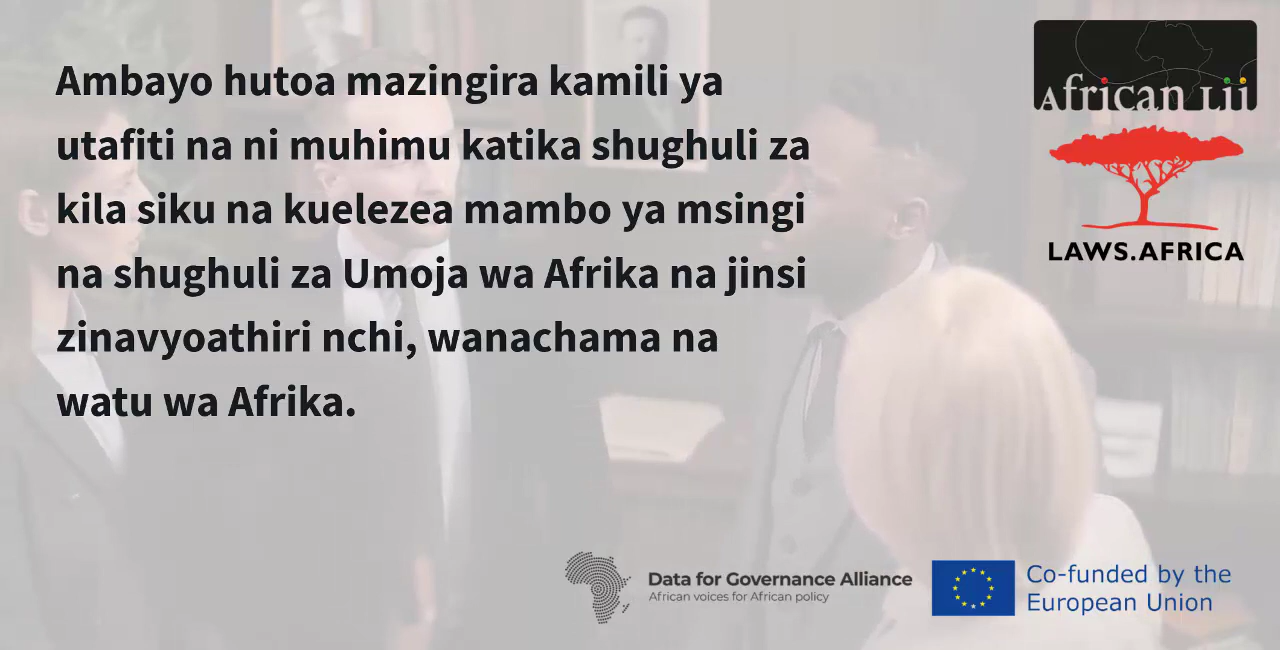 Ambayo hutoa mazingira kamili ya
utafiti na ni muhimu katika shughuli za
kila siku na kuelezea mambo ya msingi
na shughuli za Umoja wa Afrika na jinsi
zinavyoathiri nchi, wanachama na
watu wa Afrika.
African Lii
LAWS.AFRICA
Data for Governance Alliance
African voices for African policy
Co-funded by the
European Union